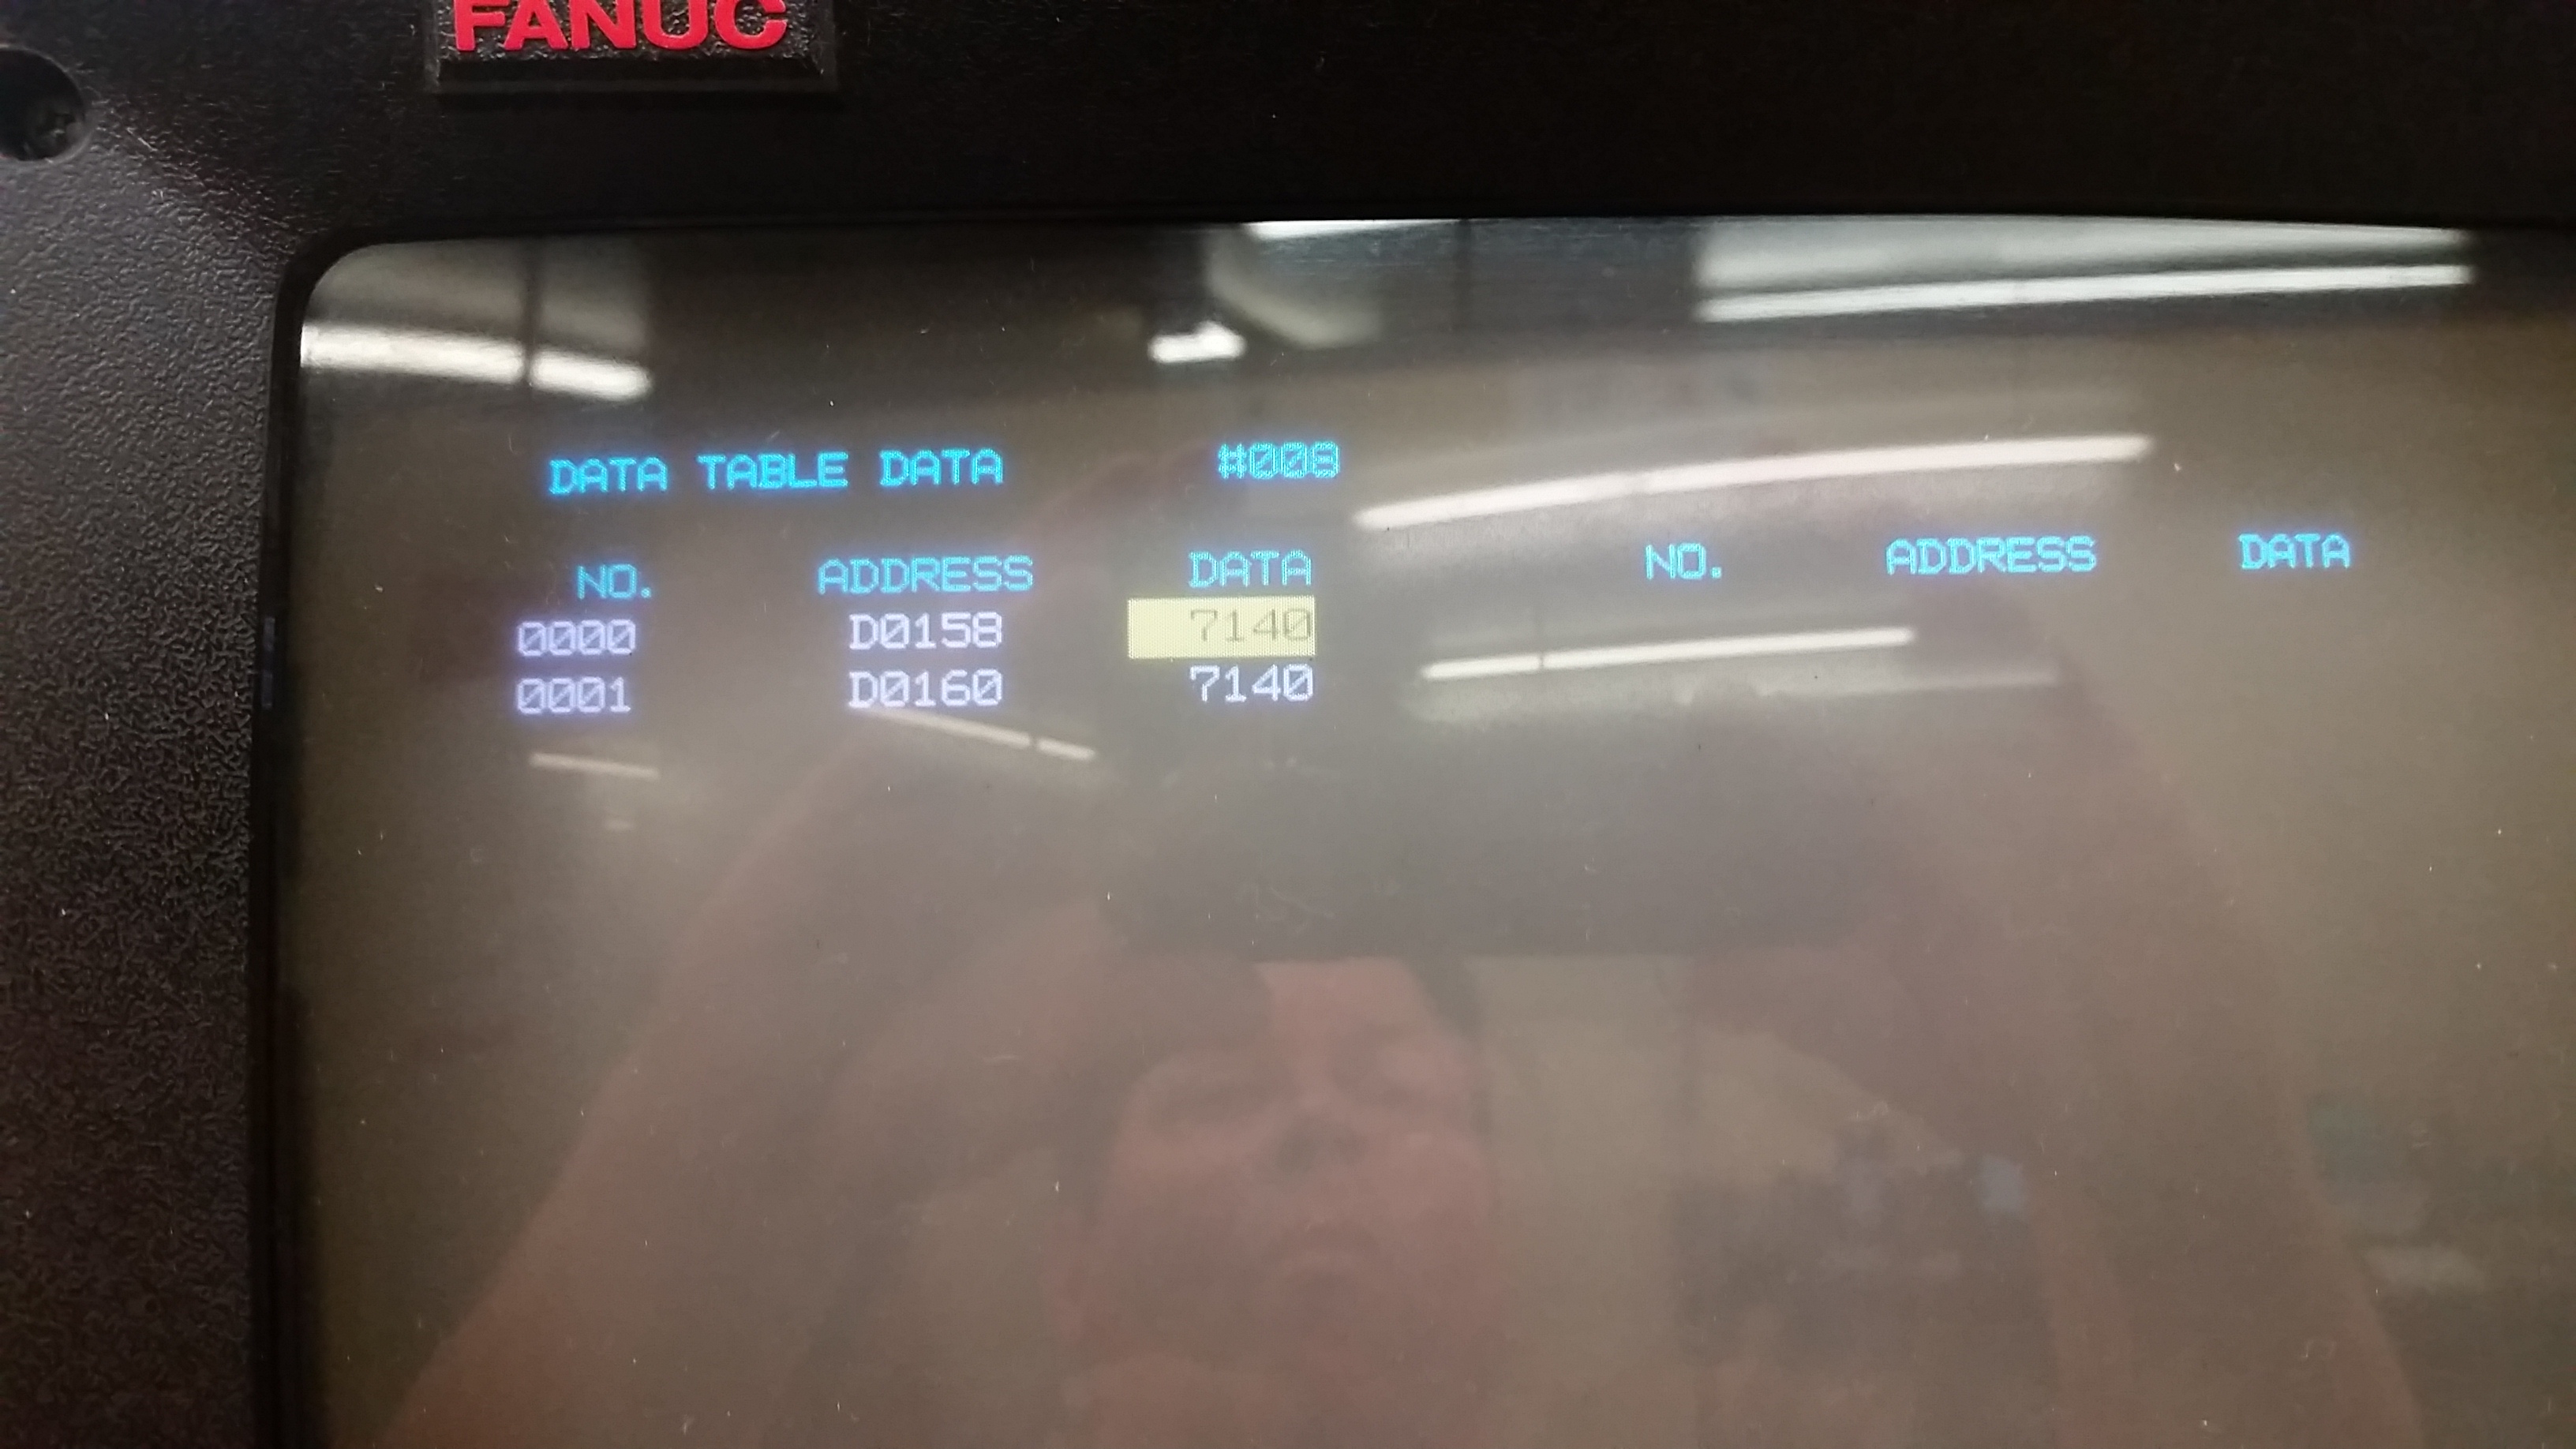 FANUC
DATA TABLE DATA #008
NO. ADDRESS DATA NO. ADDRESS DATA
0000 D0158 7140
0001 D0160 7140